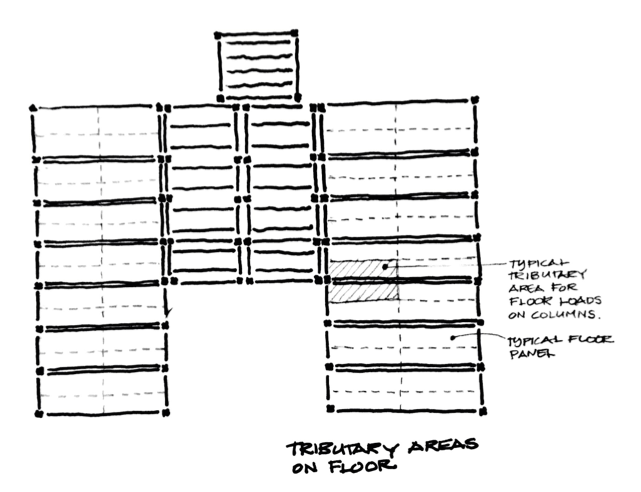 TYPICAL
TRIBUTARY
AREA FOR
FLOOR LOADS
ON COLUMNS.
TYPICAL FLOOR
PANEL
TRIBUTARY AREAS
ON FLOOR